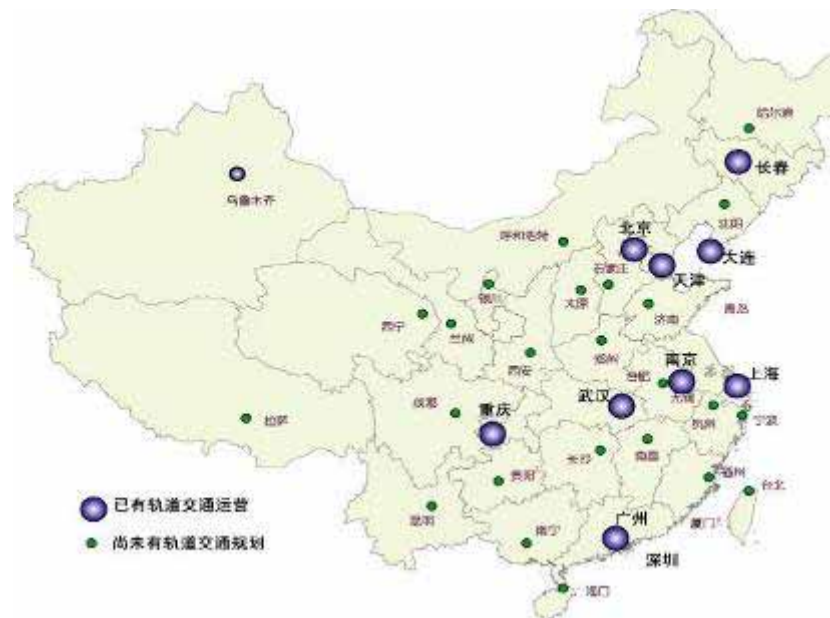 哈尔滨
长春
乌鲁木齐
沈阳
北京
呼和浩特
大连
石家庄
天津
银川
太原
济南
青岛
西宁
兰州
郑州
西安
南京
上海
合肥
无锡
武汉
成都
重庆
杭州
宁波
拉萨
长沙
南昌
贵阳
福州
台北
已有轨道交通运营
昆明
广州
厦门
南宁
尚未有轨道交通规划
深圳
海门